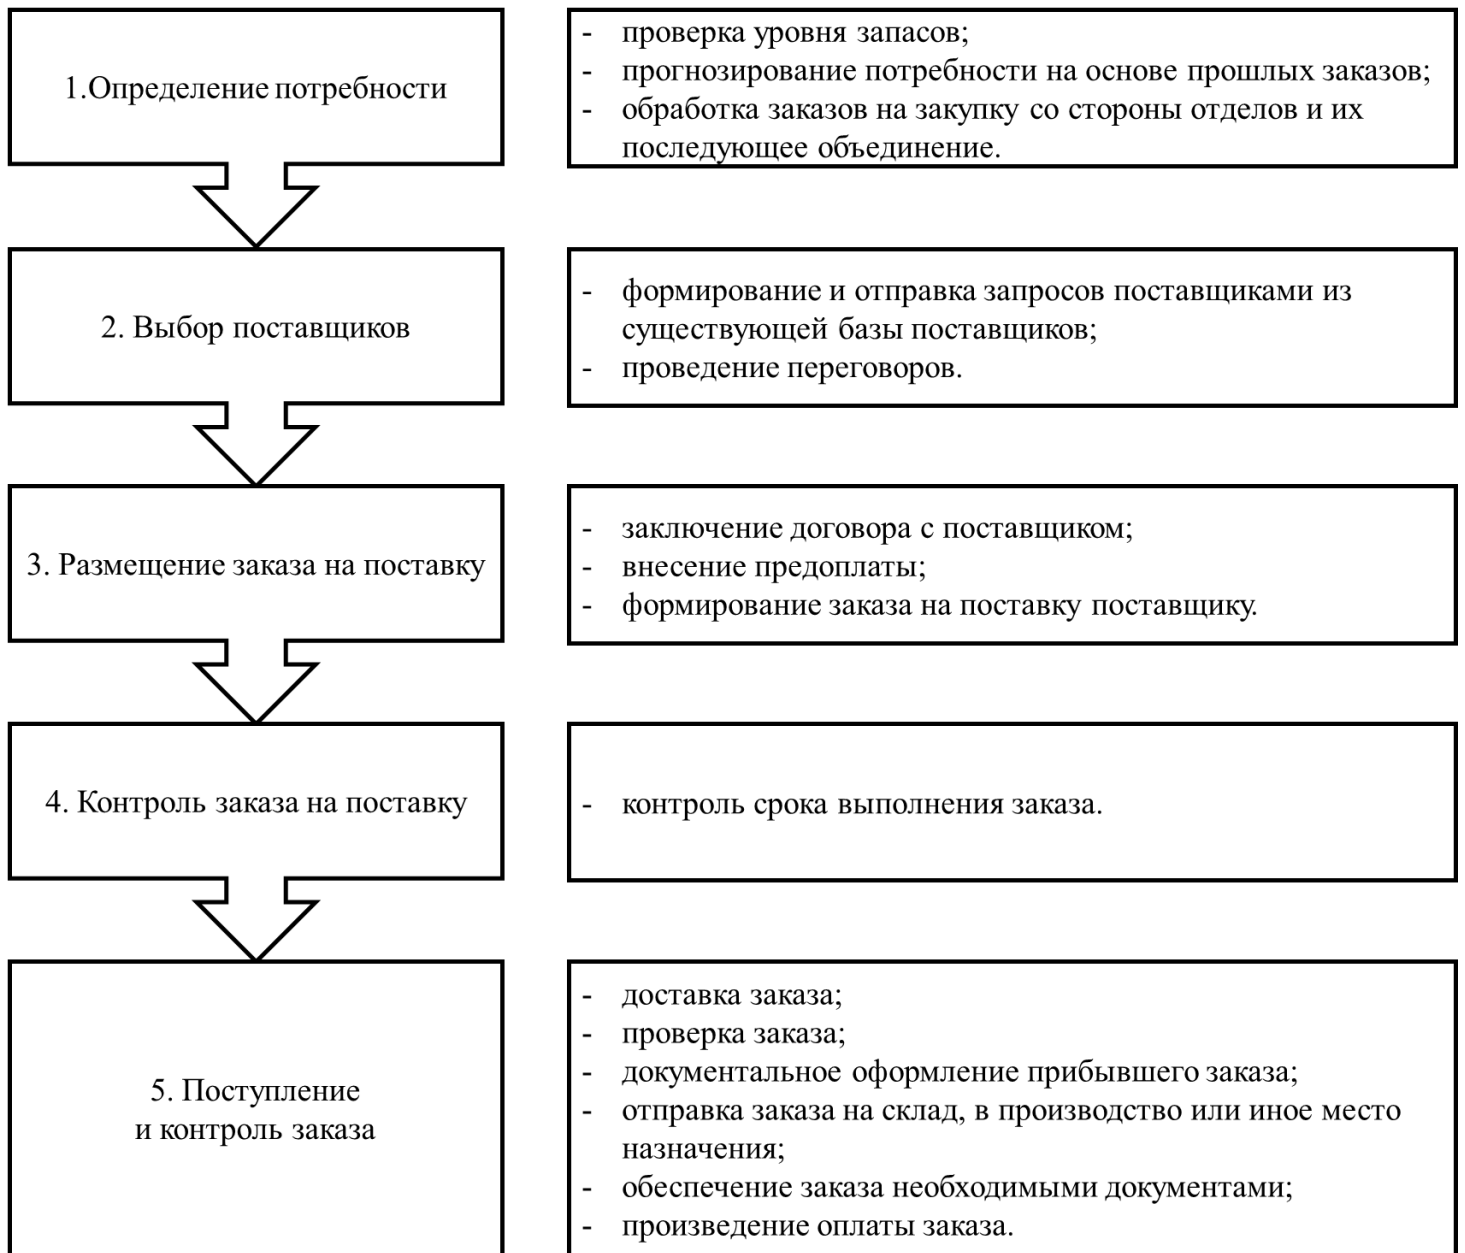 1.Определение потребности
- проверка уровня запасов;
- прогнозирование потребности на основе прошлых заказов;
- обработка заказов на закупку со стороны отделов и их
последующее объединение.
2. Выбор поставщиков
- формирование и отправка запросов поставщиками из
существующей базы поставщиков;
- проведение переговоров.
3. Размещение заказа на поставку
- заключение договора с поставщиком;
- внесение предоплаты;
- формирование заказа на поставку поставщику.
4. Контроль заказа на поставку
- контроль срока выполнения заказа.
5. Поступление
и контроль заказа
- доставка заказа;
- проверка заказа;
- документальное оформление прибывшего заказа;
- отправка заказа на склад, в производство или иное место
назначения;
- обеспечение заказа необходимыми документами;
- произведение оплаты заказа.